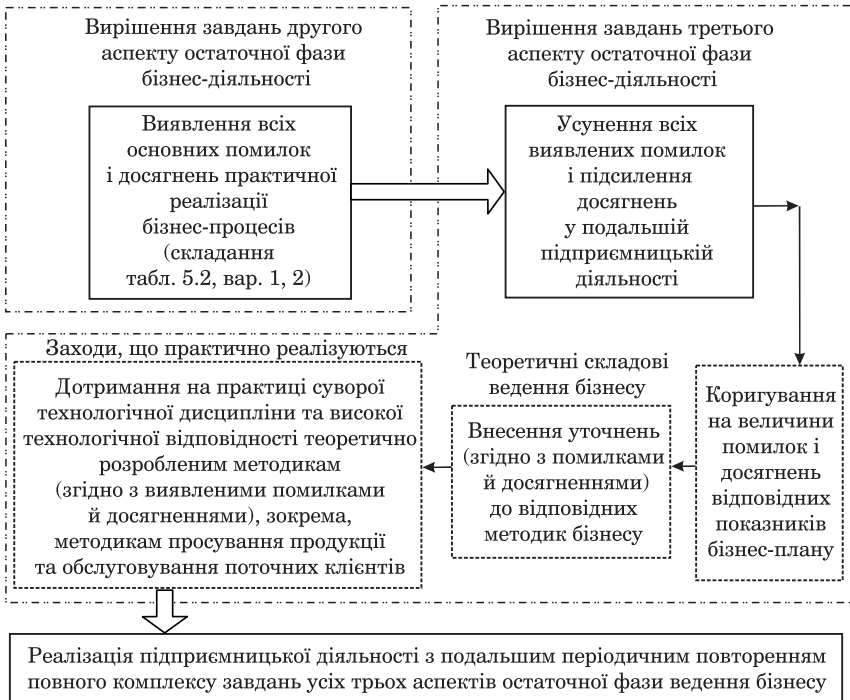 Вирішення завдань другого
аспекту остаточної фази
бізнес-діяльності
Виявлення всіх
основних помилок
і досягнень практичної
реалізації
бізнес-процесів
(складання
табл. 5.2, вар. 1, 2)
Вирішення завдань третього
аспекту остаточної фази
бізнес-діяльності
Усунення всіх
виявлених помилок
і підсилення
досягнень
у подальшій
підприємницькій
діяльності
Коригування
на величини
помилок і
досягнень
відповідних
показників
бізнес-плану
Теоретичні складові
ведення бізнесу
Внесення уточнень
(згідно з помилками
й досягненнями)
до відповідних
методик бізнесу
Заходи, що практично реалізуються
Дотримання на практиці суворої
технологічної дисципліни та високої
технологічної відповідності теоретично
розробленим методикам
(згідно з виявленими помилками
й досягненнями), зокрема,
методикам просування продукції
та обслуговування поточних клієнтів
Реалізація підприємницької діяльності з подальшим періодичним повторенням
повного комплексу завдань усіх трьох аспектів остаточної фази ведення бізнесу